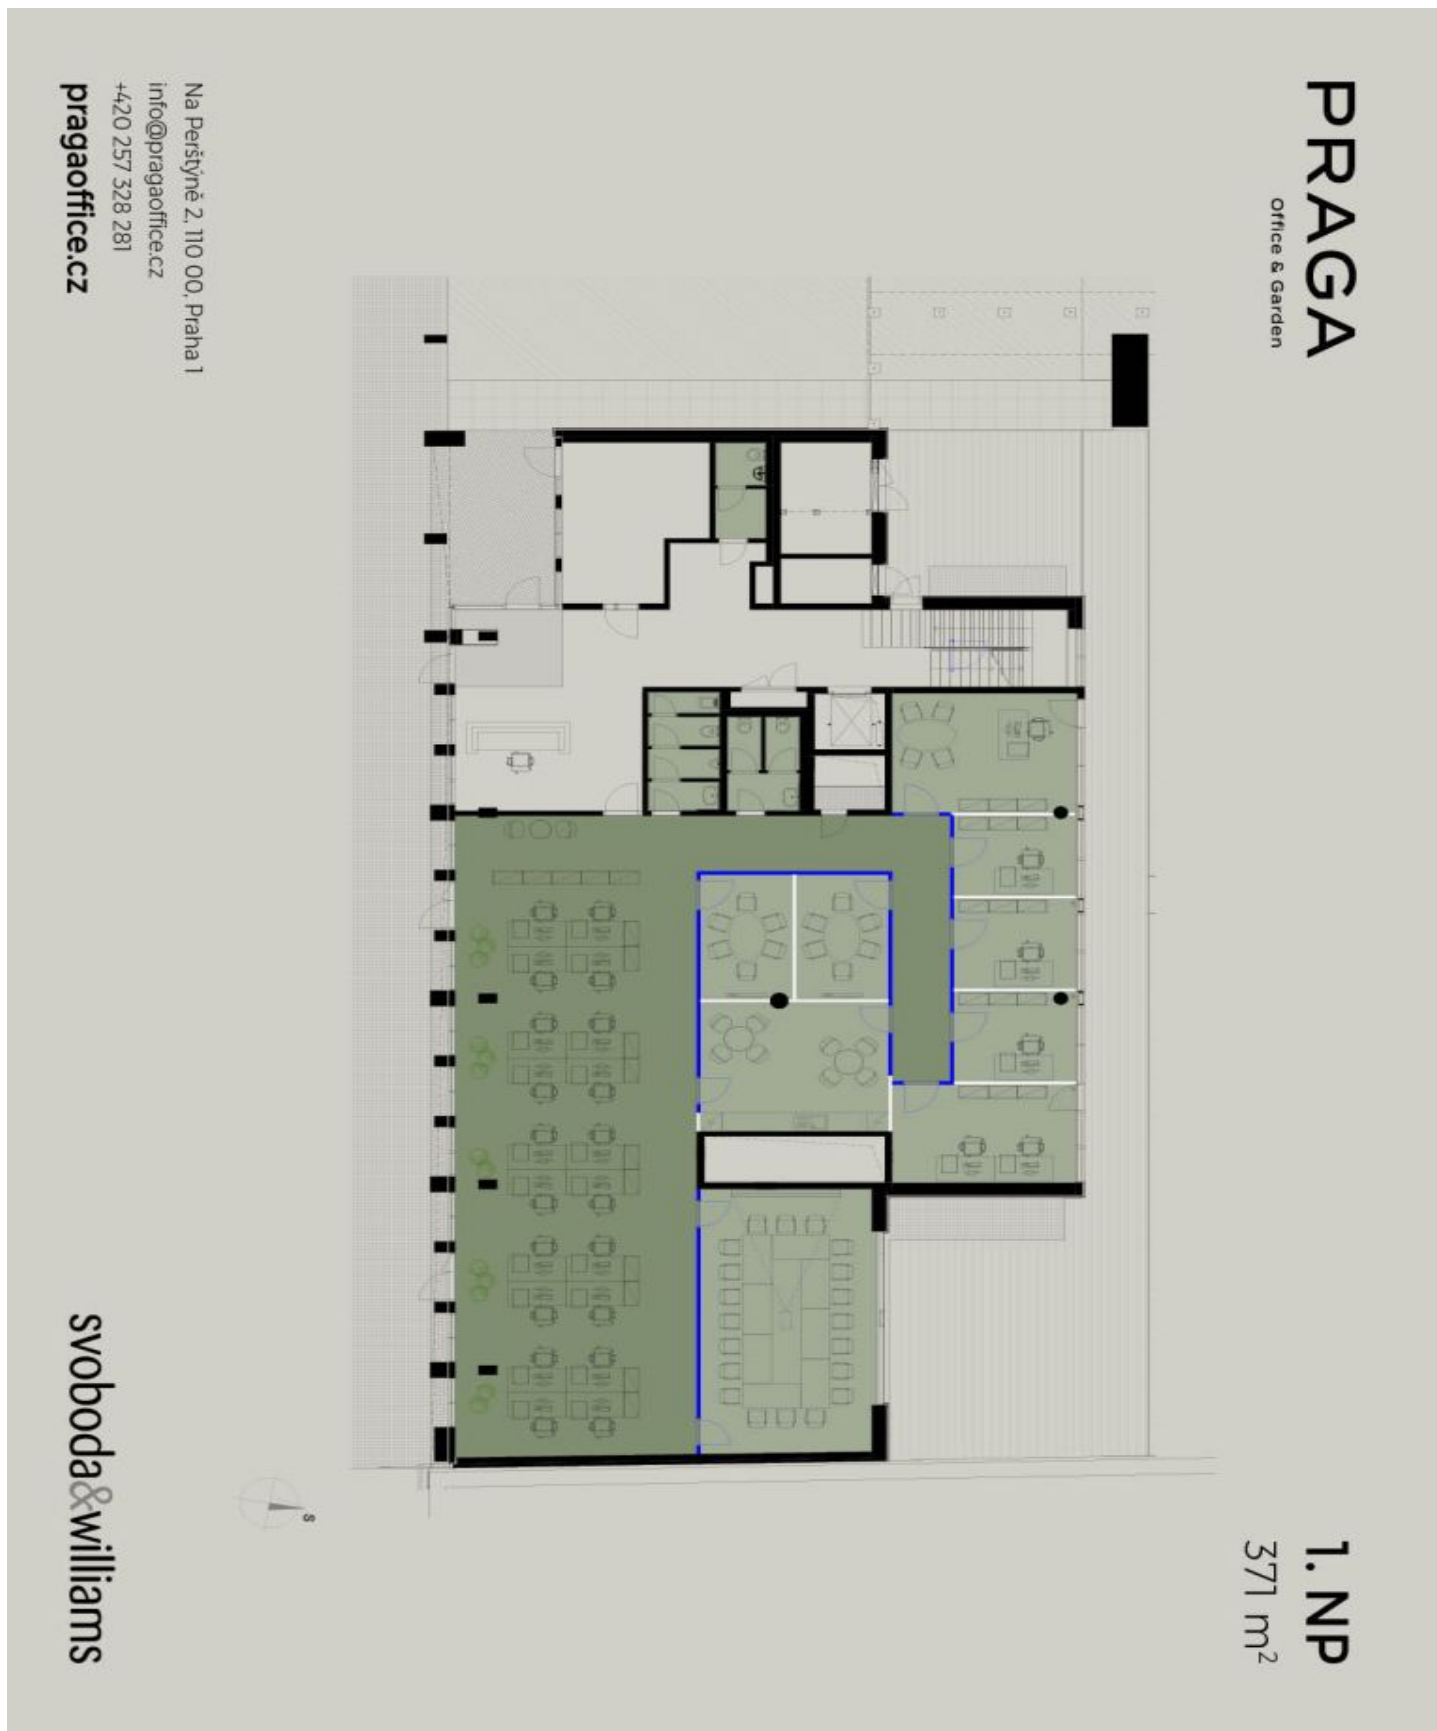 PRAGA
Office & Garden
1. NP
371 m²
Na Perštýně 2, 110 00, Praha 1
info@pragaoffice.cz
+420 257 328 281
pragaoffice.cz
svoboda&williams
S